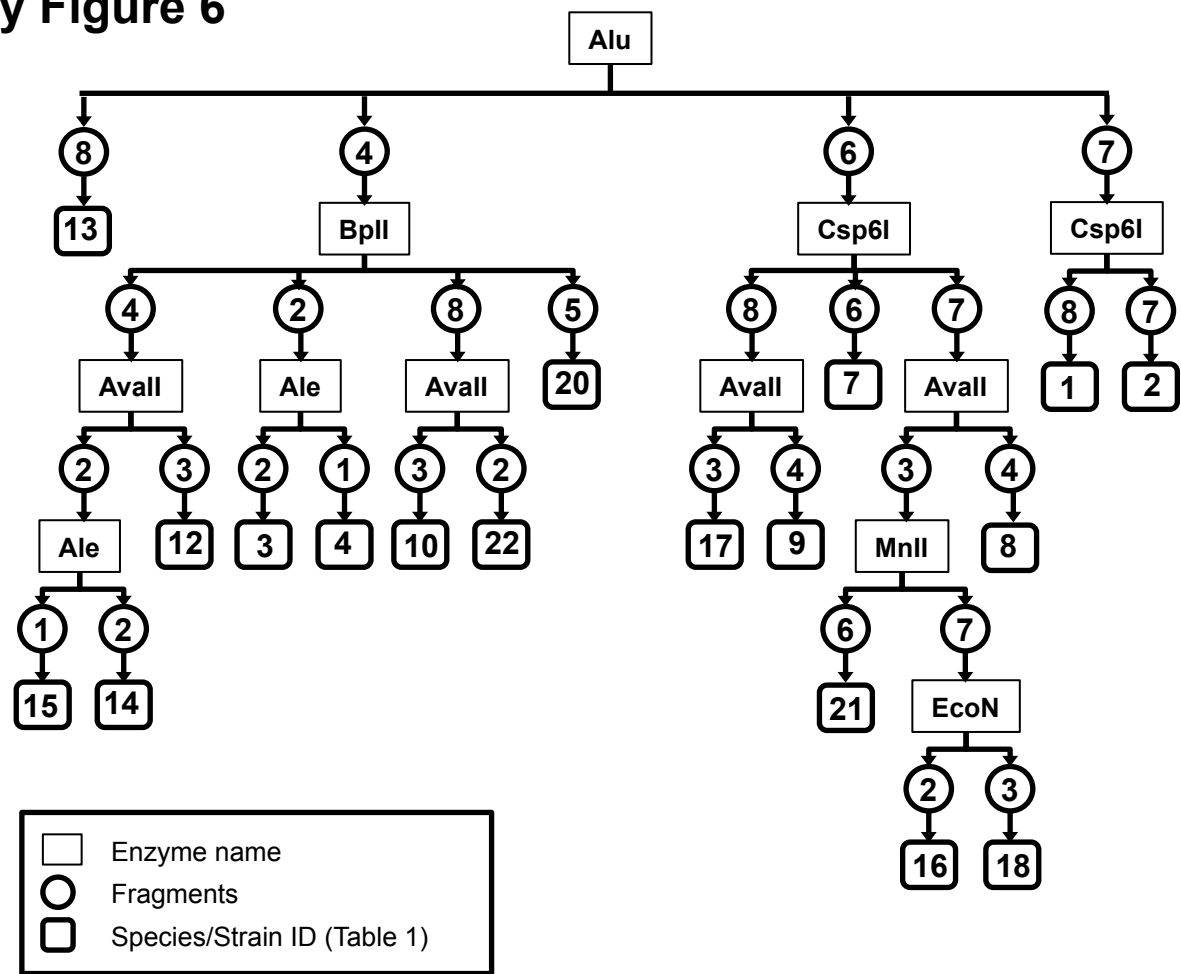 y Figure 6
Alu
8 4 6 7
13 BplI Csp6I Csp6I
4 2 8 5 8 6 7 8 7
AvaII Ale AvaII 20 AvaII 7 AvaII 1 2
2 3 2 1 3 2 3 4 3 4
Ale 12 3 4 10 22 17 9 MnlI 8
1 2 6 7
15 14 21 EcoN
2 3
16 18
Enzyme name
Fragments
Species/Strain ID (Table 1)